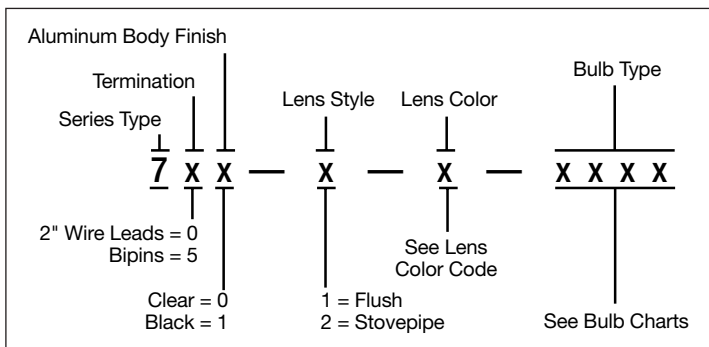 Aluminum Body Finish
Termination
Series Type
Lens Style
Lens Color
Bulb Type
7 X X — X — X — X X X X
2" Wire Leads = 0
Bipins = 5
Clear = 0
Black = 1
1 = Flush
2 = Stovepipe
See Lens
Color Code
See Bulb Charts